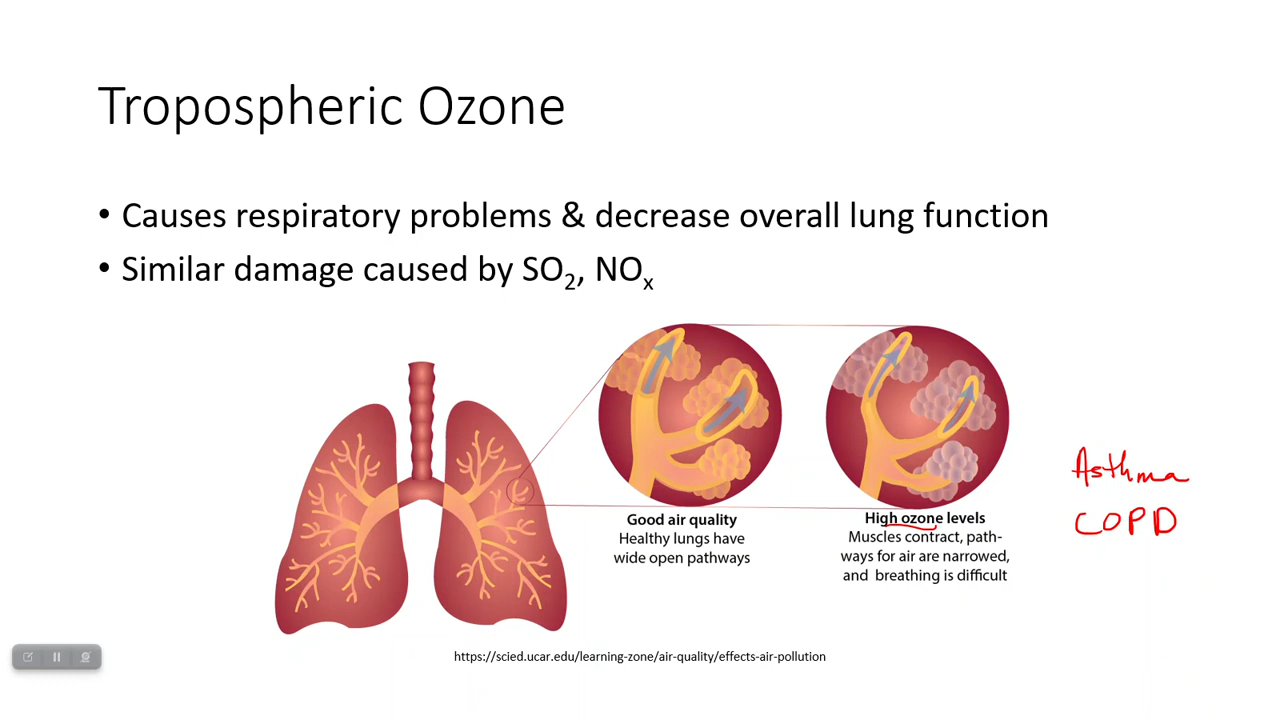 Tropospheric Ozone
• Causes respiratory problems & decrease overall lung function
• Similar damage caused by SO₂, NOₓ
Good air quality
Healthy lungs have
wide open pathways
High ozone levels
Muscles contract, path-
ways for air are narrowed,
and breathing is difficult
Asthma
COPD
https://scied.ucar.edu/learning-zone/air-quality/effects-air-pollution